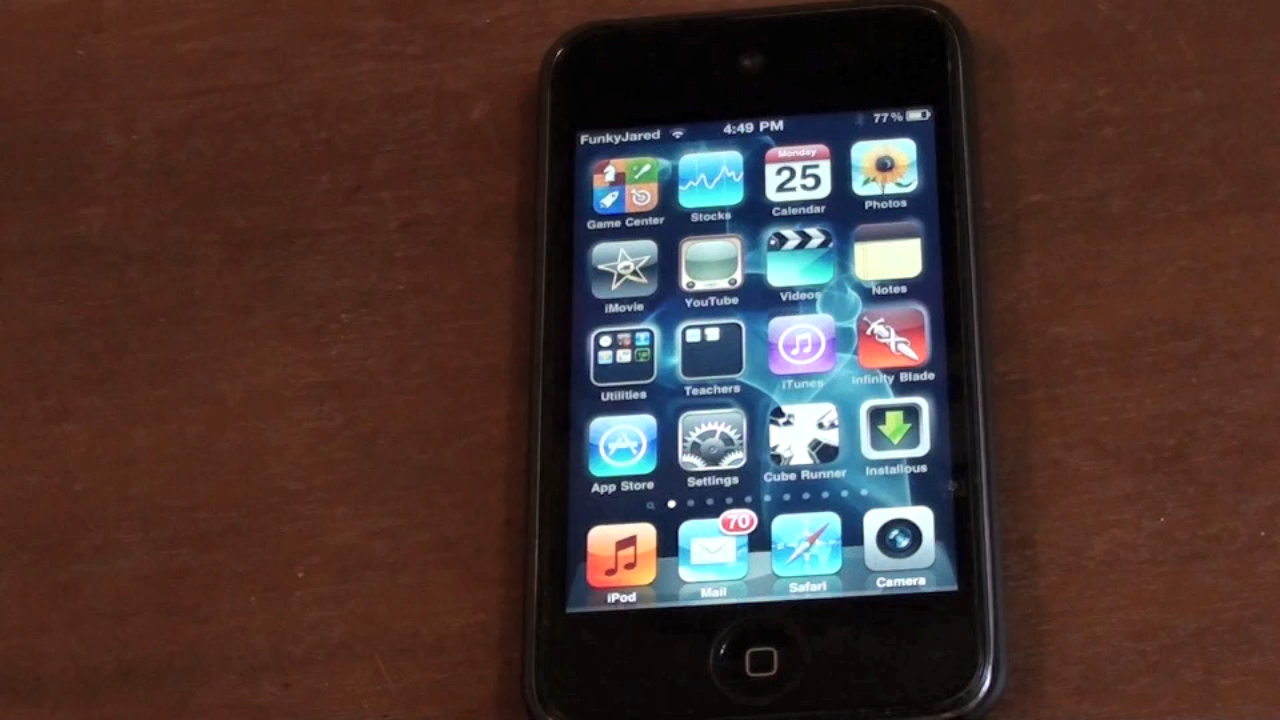 FunkyJared 4:49 PM 77%
Monday
25
Game Center Stocks Calendar Photos
iMovie YouTube Videos Notes
Utilities Teachers iTunes Infinity Blade
App Store Settings Cube Runner Installous
70
iPod Mail Safari Camera